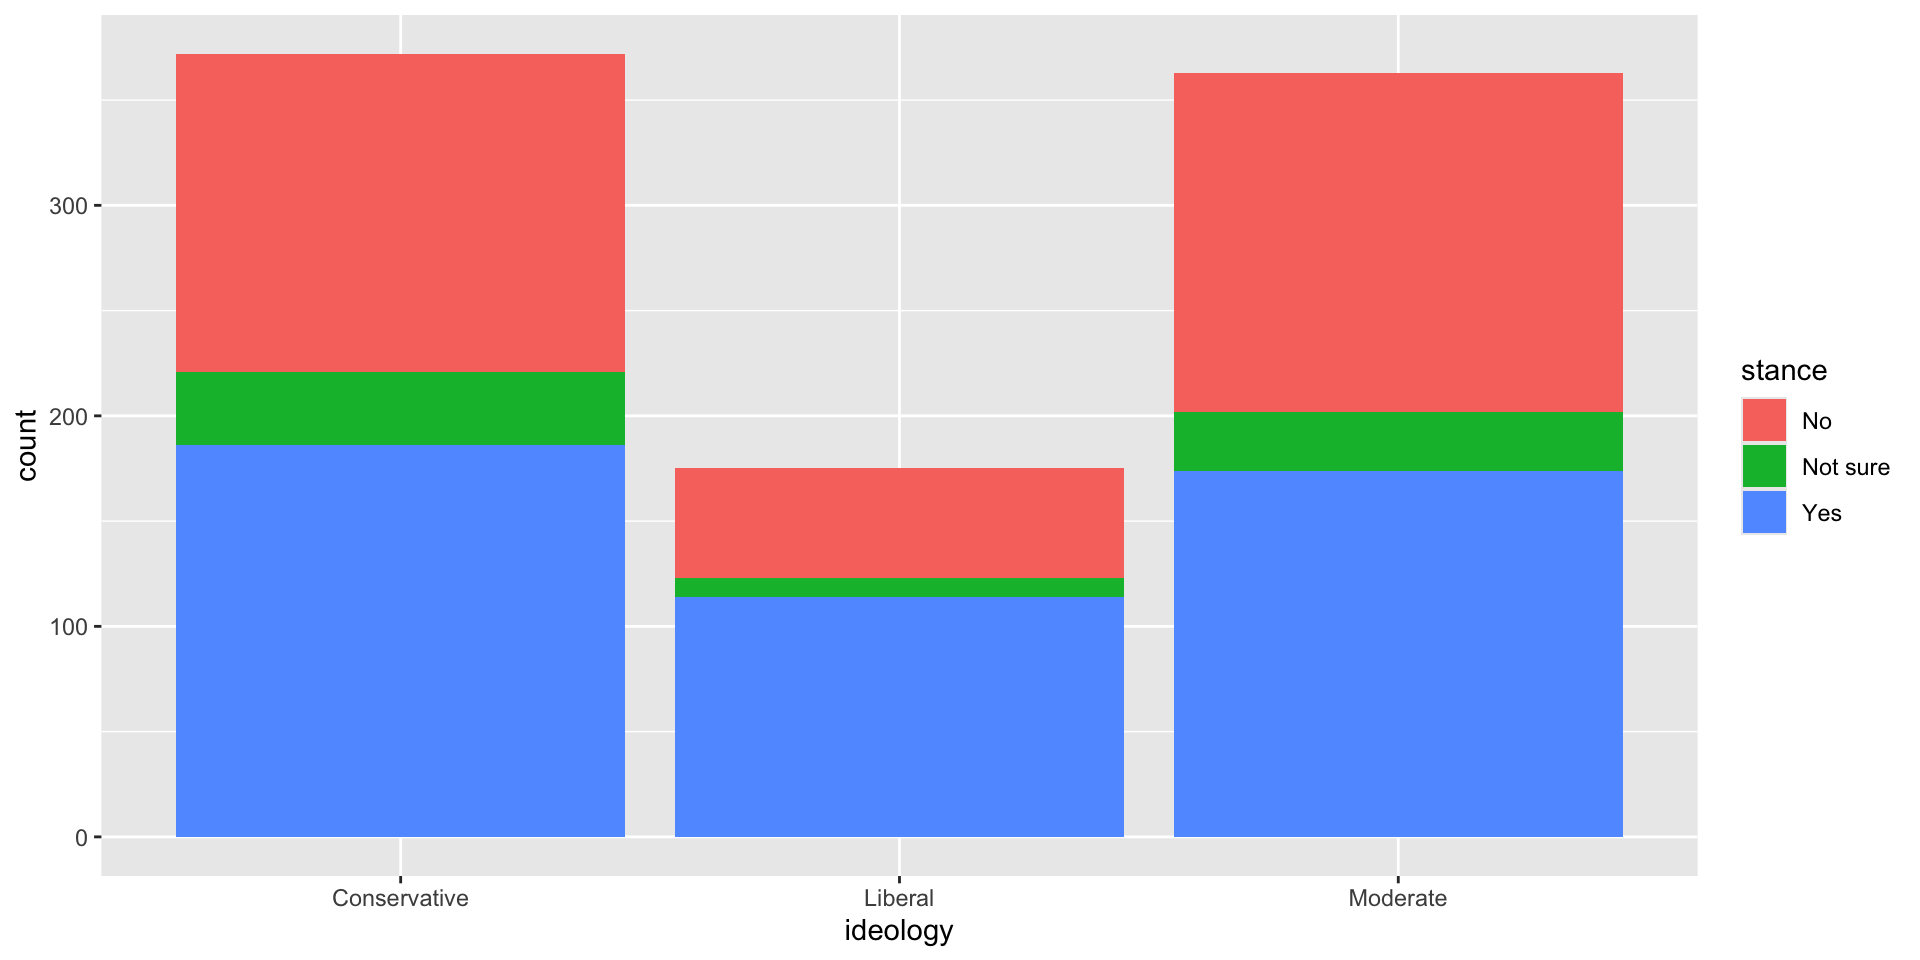 count
300
200
100
0
Conservative
Liberal
Moderate
ideology
stance
No
Not sure
Yes